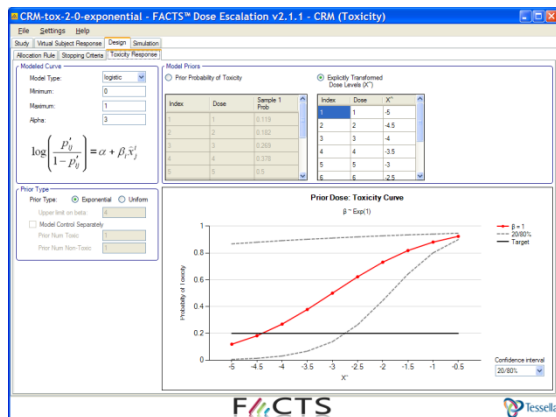 CRM-tox-2-0-exponential - FACTS™ Dose Escalation v2.1.1 - CRM (Toxicity)
File Settings Help
Study Virtual Subject Response Design Simulation
Allocation Rule Stopping Criteria Toxicity Response
Modeled Curve
Model Type: logistic
Minimum: 0
Maximum: 1
Alpha: 3
log(p'ij / 1 − p'ij) = α + βi x̄'j
Prior Type
Prior Type: Exponential Uniform
Upper limit on beta: 4
Model Control Separately
Prior Num Toxic: 1
Prior Num Non-Toxic: 1
Model Priors
Prior Probability of Toxicity
Index Dose Sample 1 Prob
1 1 0.119
2 2 0.182
3 3 0.269
4 4 0.378
5 5 0.5
Explicitly Transformed Dose Levels (X~)
Index Dose X~
1 1 -5
2 2 -4.5
3 3 -4
4 4 -3.5
5 5 -3
6 6 -2.5
Prior Dose: Toxicity Curve
β ~ Exp(1)
Probability of Toxicity
1
0.8
0.6
0.4
0.2
0
-5 -4.5 -4 -3.5 -3 -2.5 -2 -1.5 -1 -0.5
X~
β = 1
20/80%
Target
Confidence interval
20/80%
FACTS
Tessella